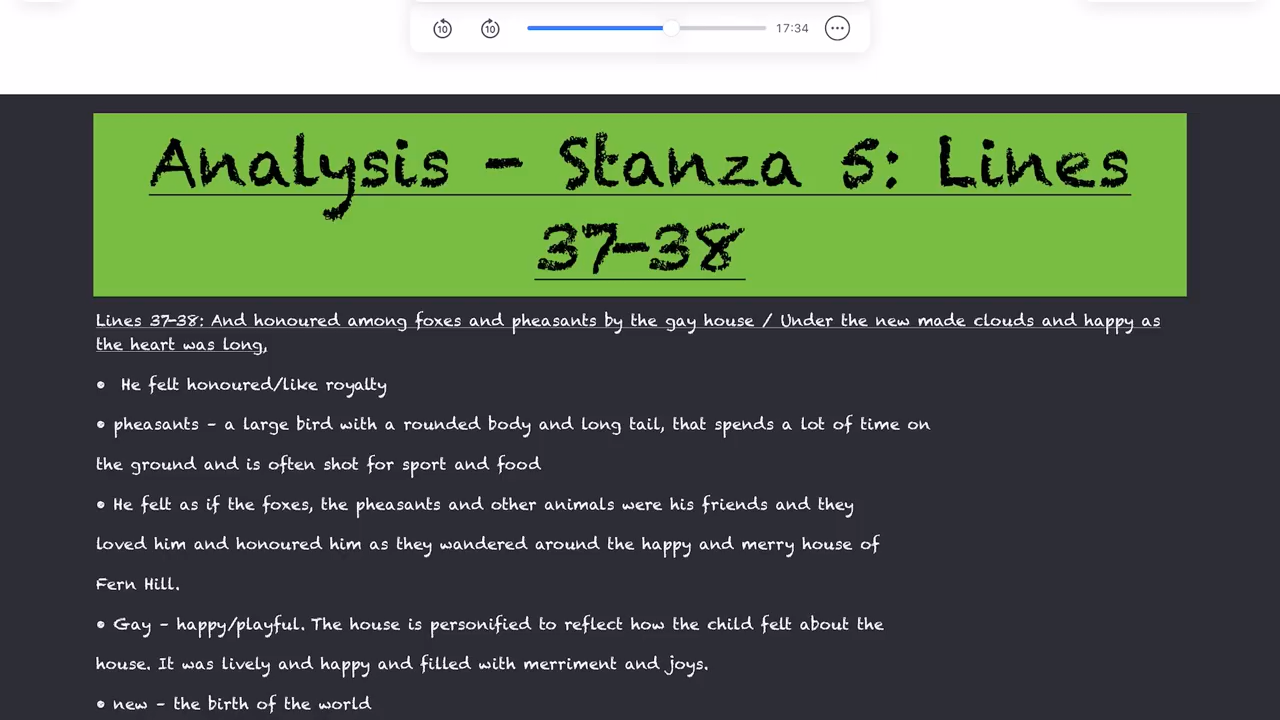 10
10
17:34
Analysis - Stanza 5: Lines
37-38
Lines 37-38: And honoured among foxes and pheasants by the gay house / Under the new made clouds and happy as
the heart was long,
• He felt honoured/like royalty
• pheasants - a large bird with a rounded body and long tail, that spends a lot of time on
the ground and is often shot for sport and food
• He felt as if the foxes, the pheasants and other animals were his friends and they
loved him and honoured him as they wandered around the happy and merry house of
Fern Hill.
• Gay - happy/playful. The house is personified to reflect how the child felt about the
house. It was lively and happy and filled with merriment and joys.
• new - the birth of the world